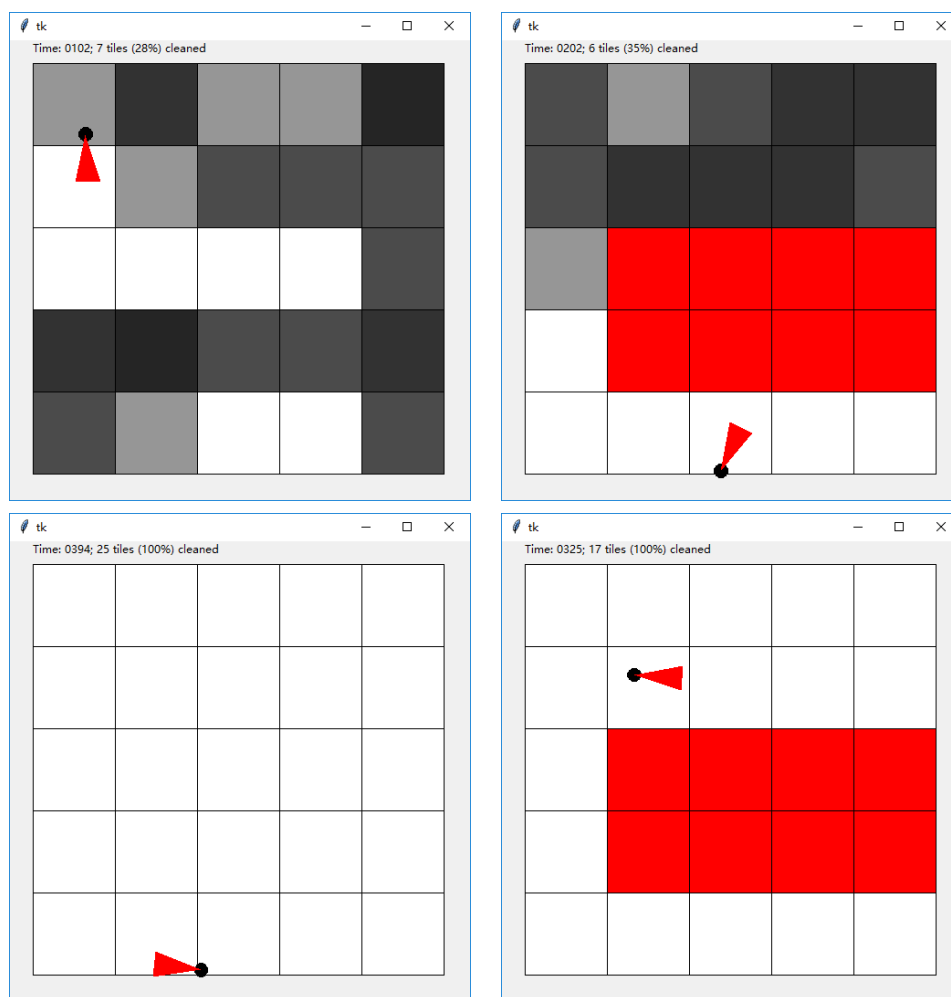 tk
Time: 0102; 7 tiles (28%) cleaned
tk
Time: 0202; 6 tiles (35%) cleaned
tk
Time: 0394; 25 tiles (100%) cleaned
tk
Time: 0325; 17 tiles (100%) cleaned